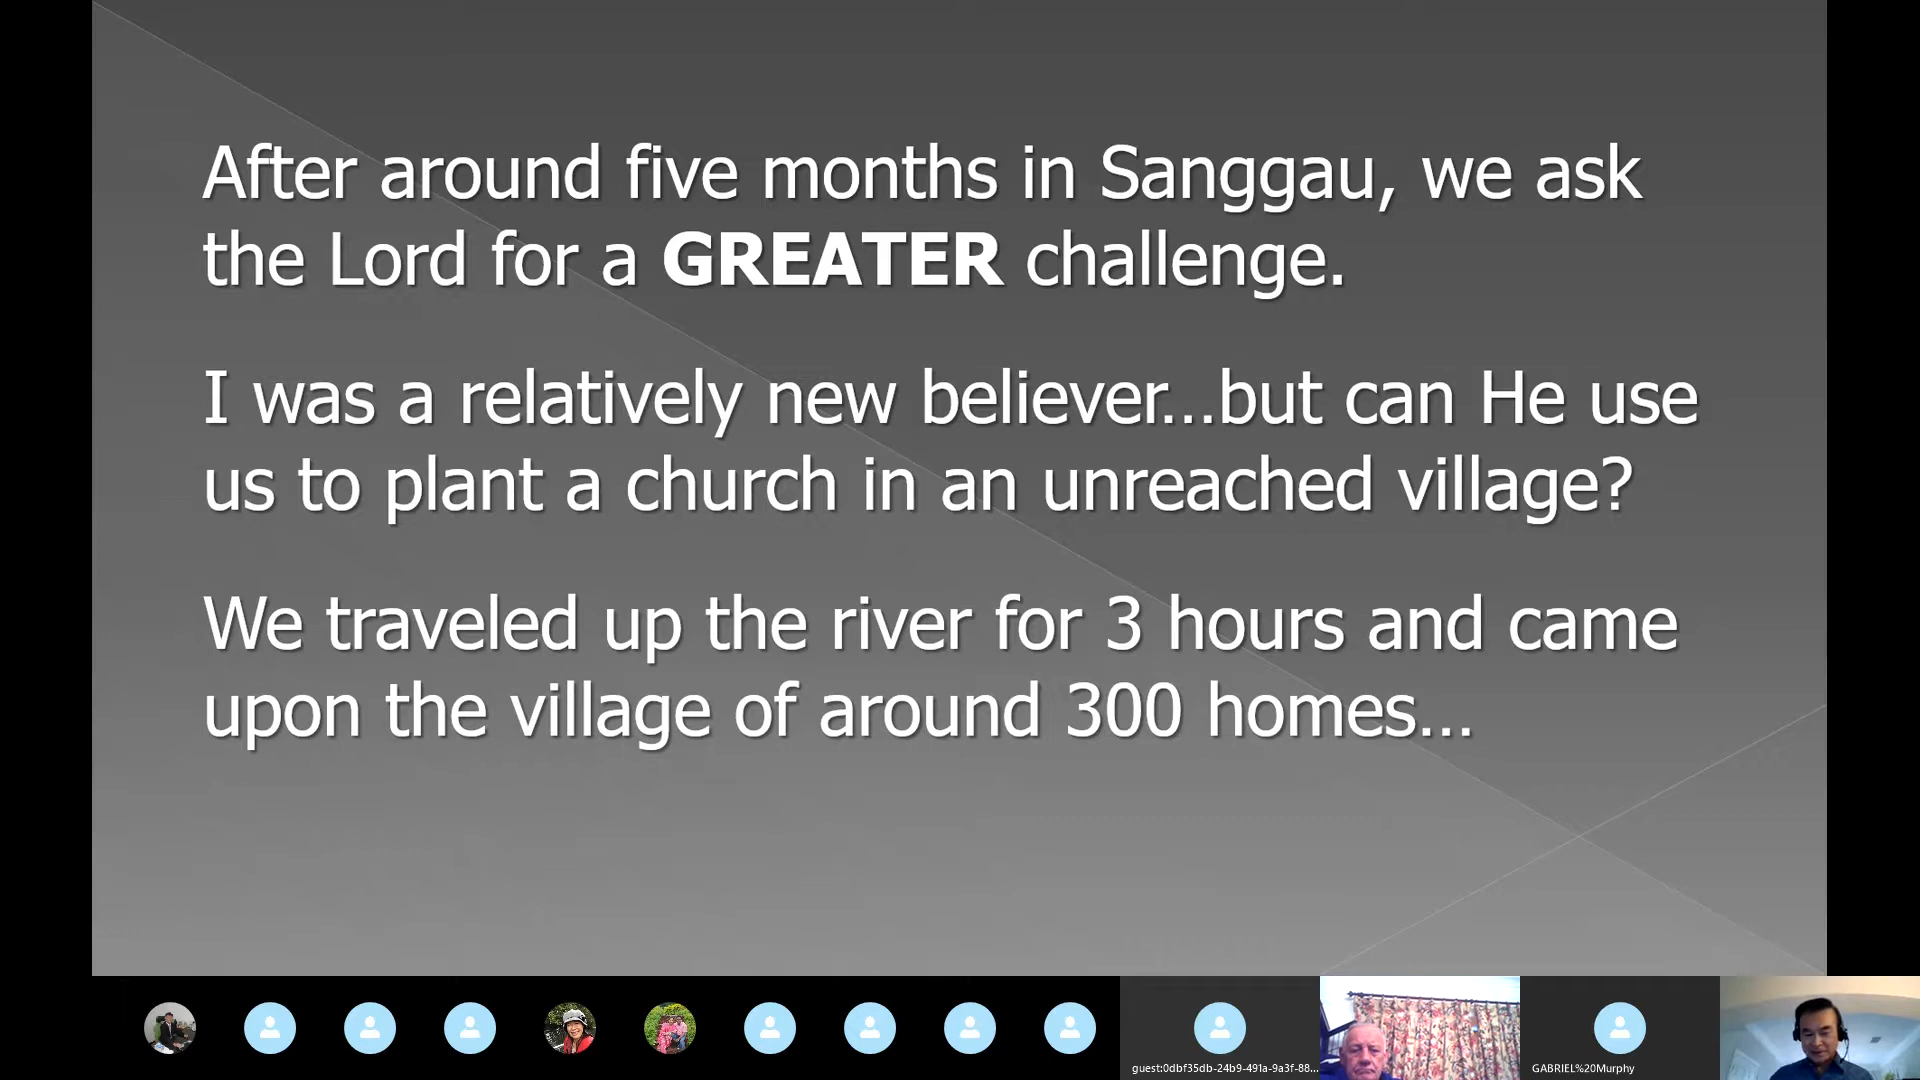 After around five months in Sanggau, we ask
the Lord for a GREATER challenge.
I was a relatively new believer...but can He use
us to plant a church in an unreached village?
We traveled up the river for 3 hours and came
upon the village of around 300 homes...
guest:0dbf35db-24b9-491a-9a3f-88...
GABRIEL%20Murphy